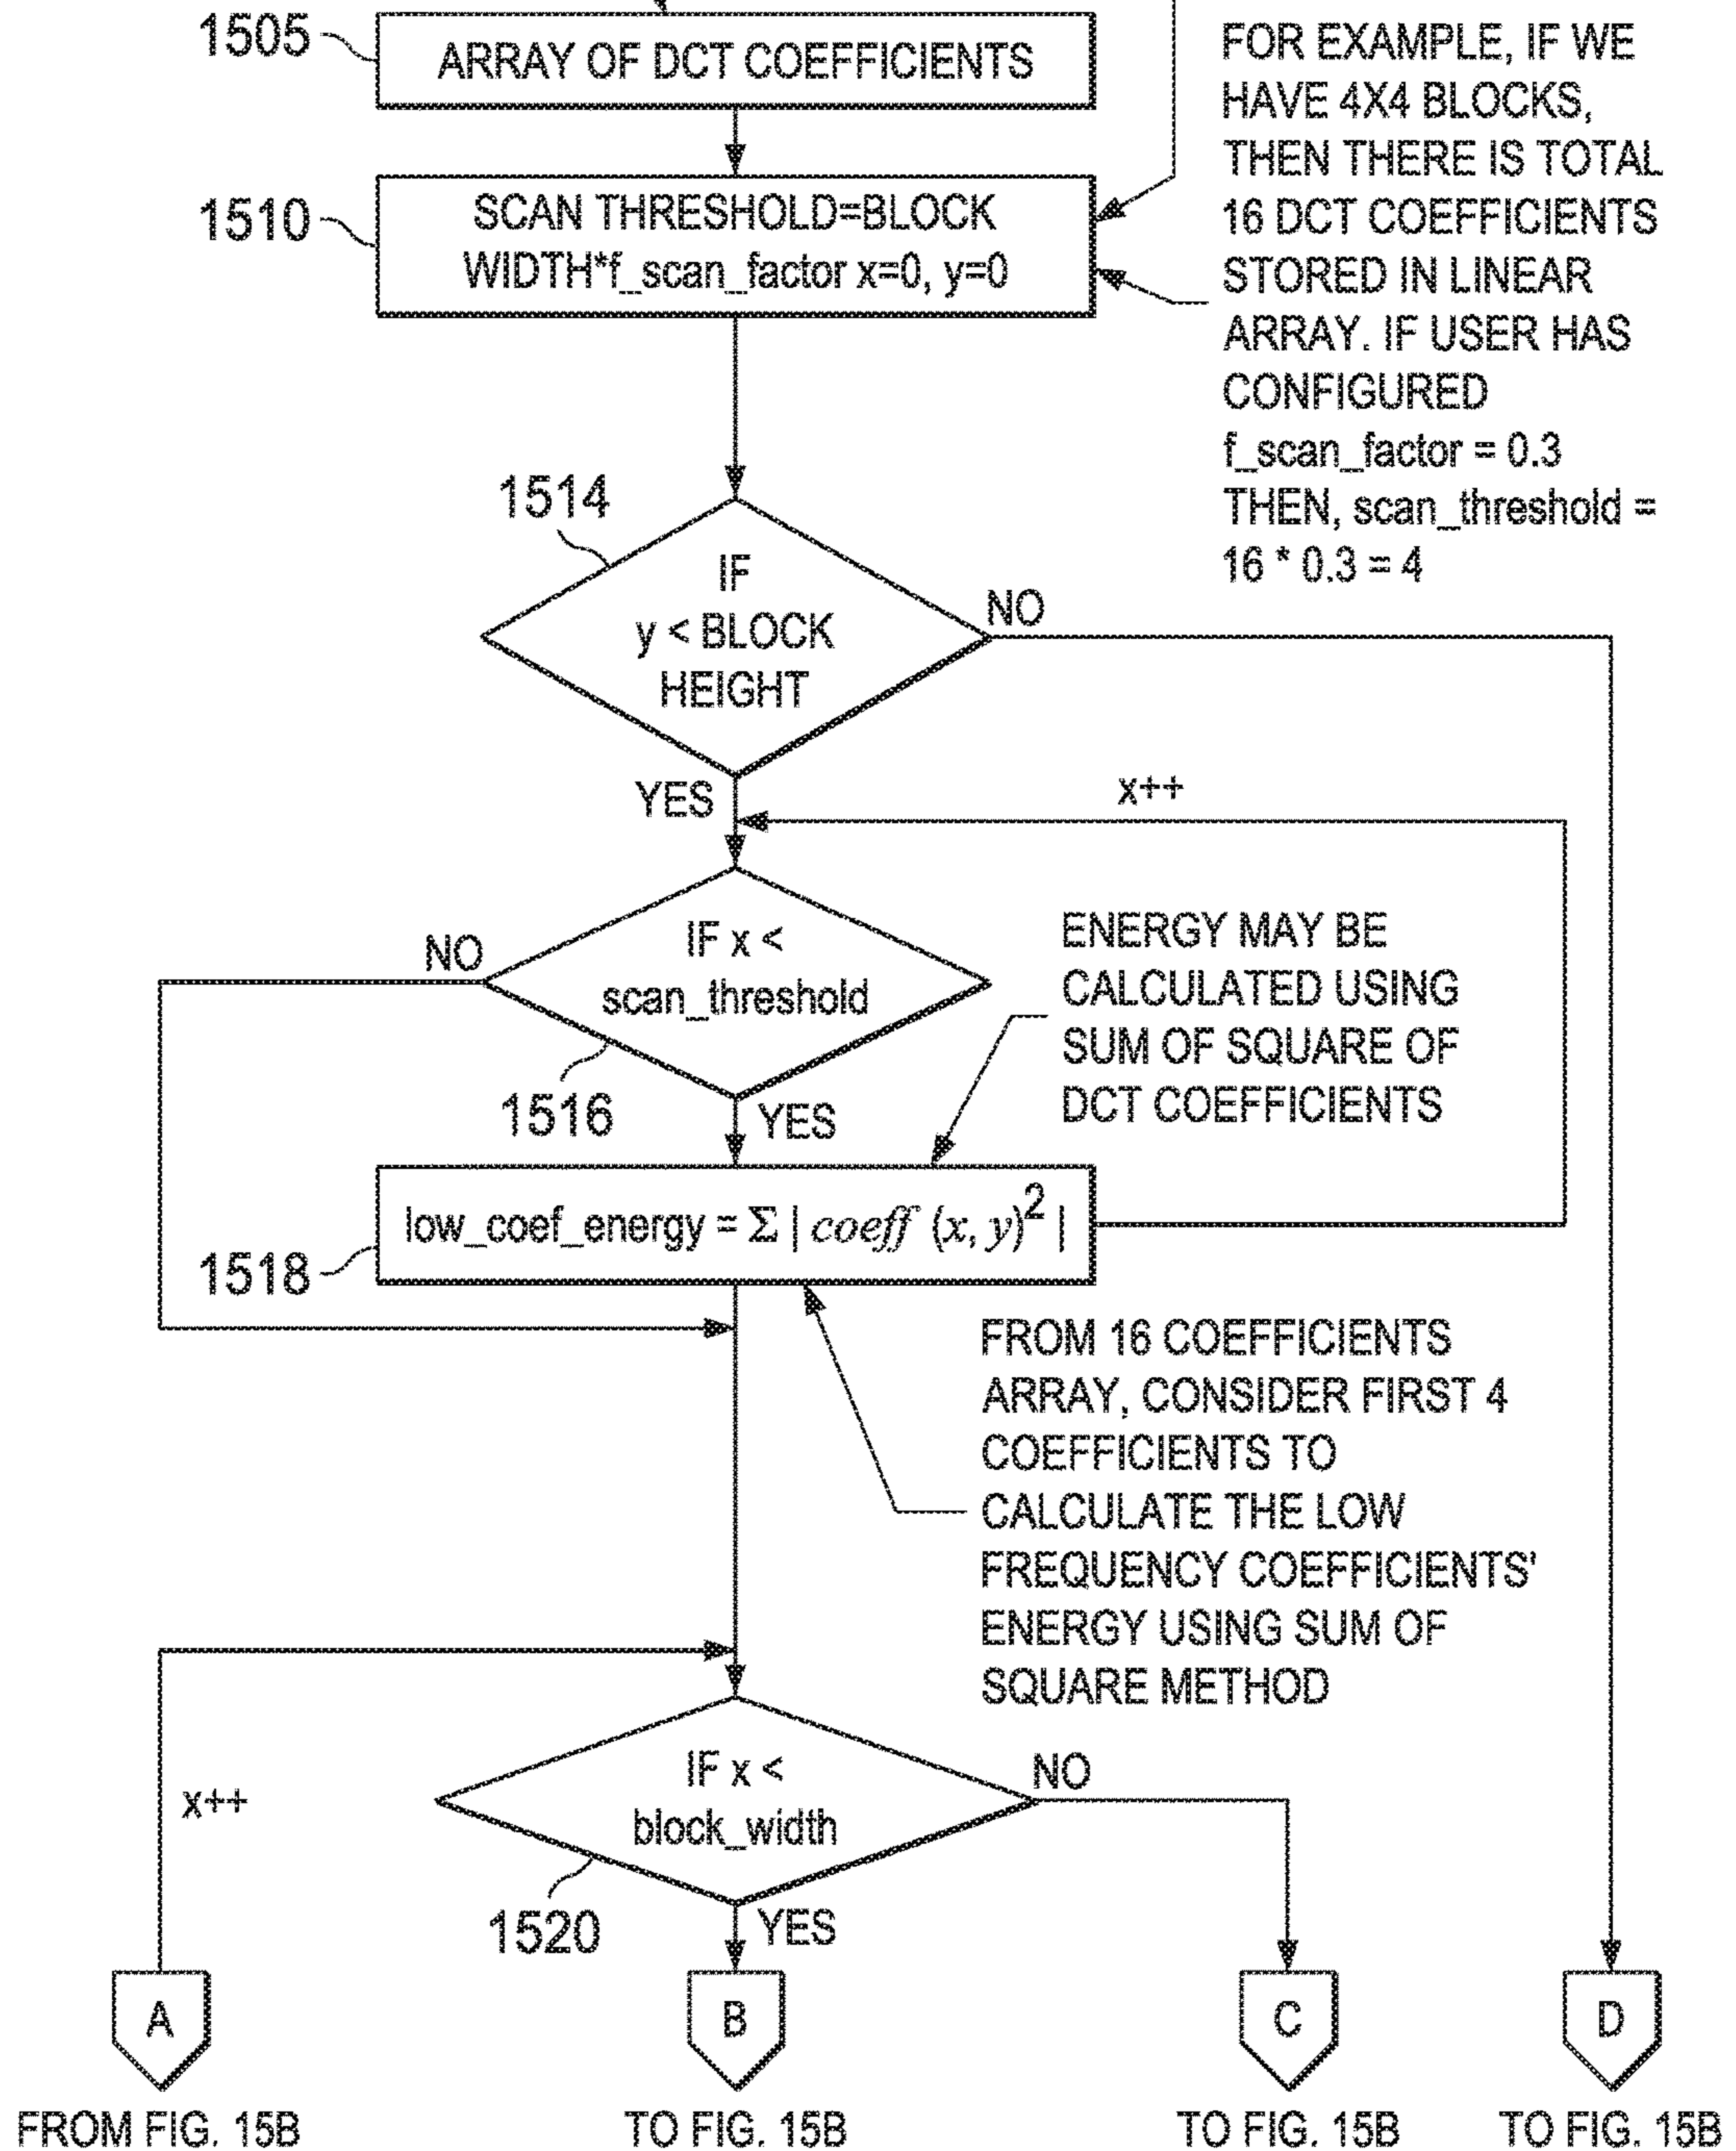 1505
ARRAY OF DCT COEFFICIENTS
1510
SCAN THRESHOLD=BLOCK
WIDTH*f_scan_factor x=0, y=0
FOR EXAMPLE, IF WE
HAVE 4X4 BLOCKS,
THEN THERE IS TOTAL
16 DCT COEFFICIENTS
STORED IN LINEAR
ARRAY. IF USER HAS
CONFIGURED
f_scan_factor = 0.3
THEN, scan_threshold =
16 * 0.3 = 4
1514
IF
y < BLOCK
HEIGHT
NO
YES
x++
IF x <
scan_threshold
NO
1516
YES
ENERGY MAY BE
CALCULATED USING
SUM OF SQUARE OF
DCT COEFFICIENTS
low_coef_energy = Σ | coeff (x, y)² |
1518
FROM 16 COEFFICIENTS
ARRAY, CONSIDER FIRST 4
COEFFICIENTS TO
CALCULATE THE LOW
FREQUENCY COEFFICIENTS'
ENERGY USING SUM OF
SQUARE METHOD
x++
IF x <
block_width
NO
1520
YES
A
B
C
D
FROM FIG. 15B
TO FIG. 15B
TO FIG. 15B
TO FIG. 15B